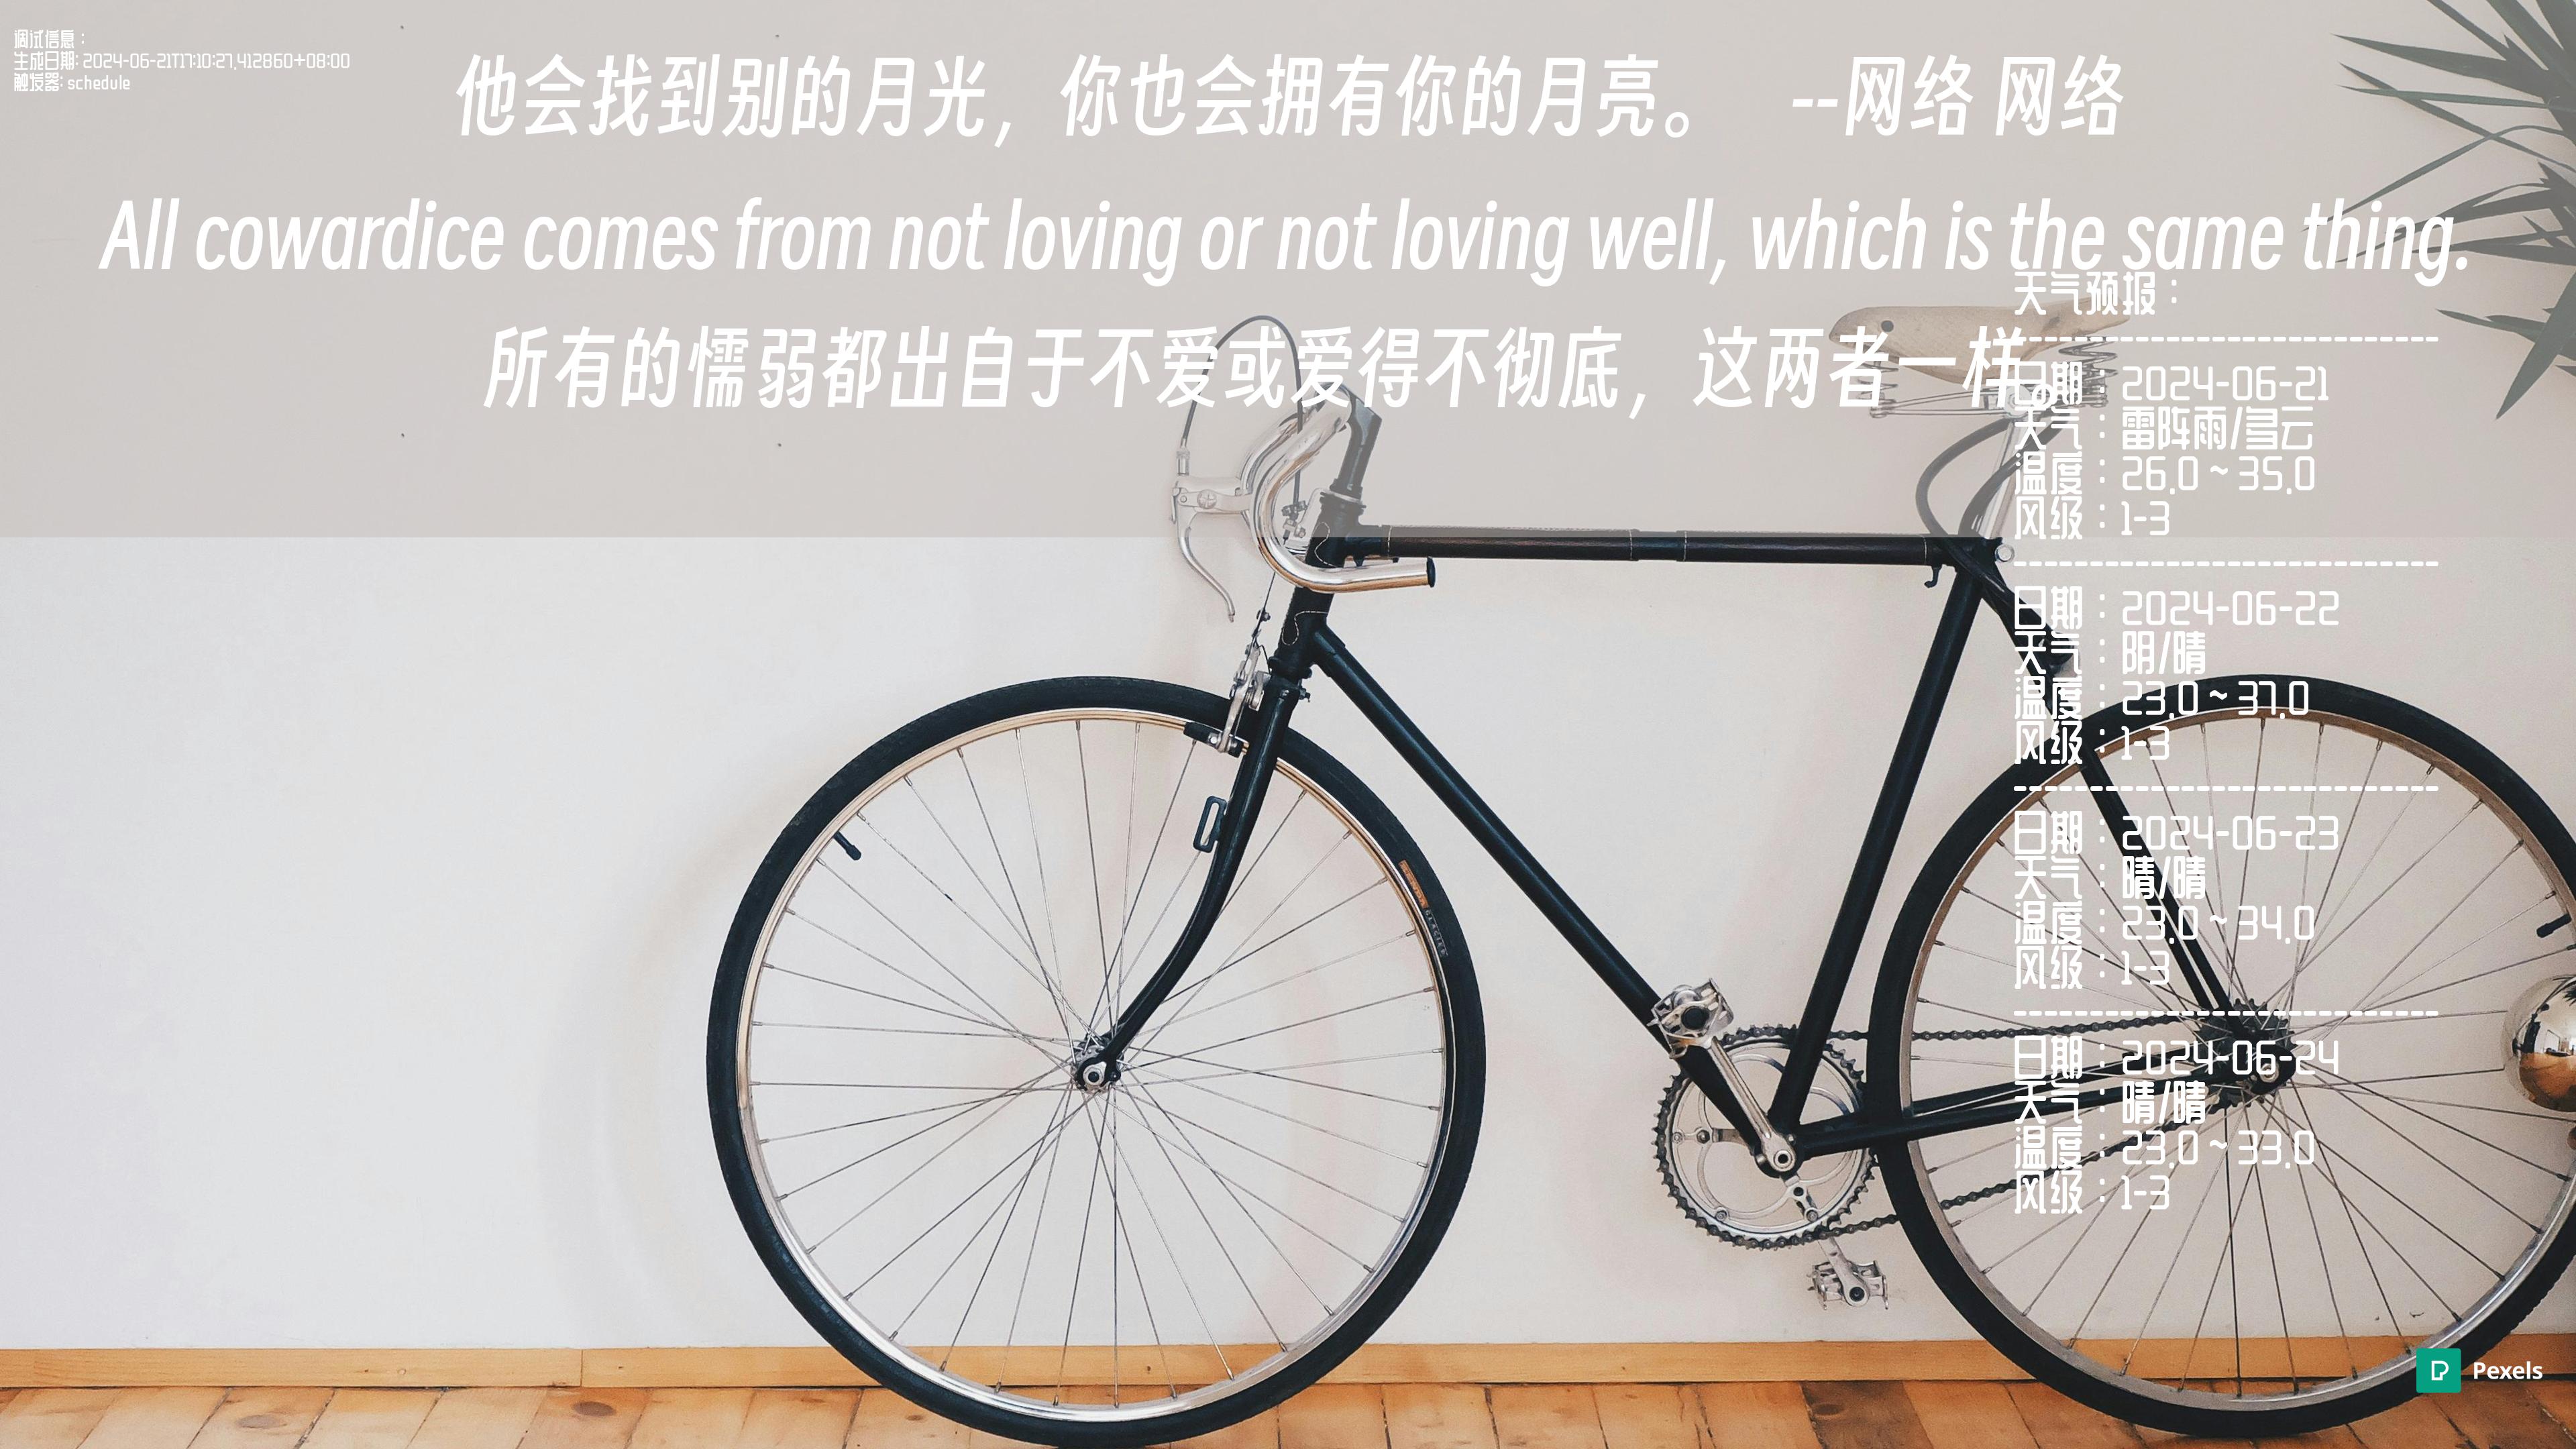 调试信息：
生成日期: 2024-06-21T17:10:27.412860+08:00
触发器: schedule
他会找到别的月光，你也会拥有你的月亮。 --网络 网络
All cowardice comes from not loving or not loving well, which is the same thing.
所有的懦弱都出自于不爱或爱得不彻底，这两者一样。
天气预报：
------------------------------
日期：2024-06-21
天气：雷阵雨/多云
温度：26.0 ~ 35.0
风级：1-3
------------------------------
日期：2024-06-22
天气：阴/晴
温度：23.0 ~ 37.0
风级：1-3
------------------------------
日期：2024-06-23
天气：晴/晴
温度：23.0 ~ 34.0
风级：1-3
------------------------------
日期：2024-06-24
天气：晴/晴
温度：23.0 ~ 33.0
风级：1-3
Pexels